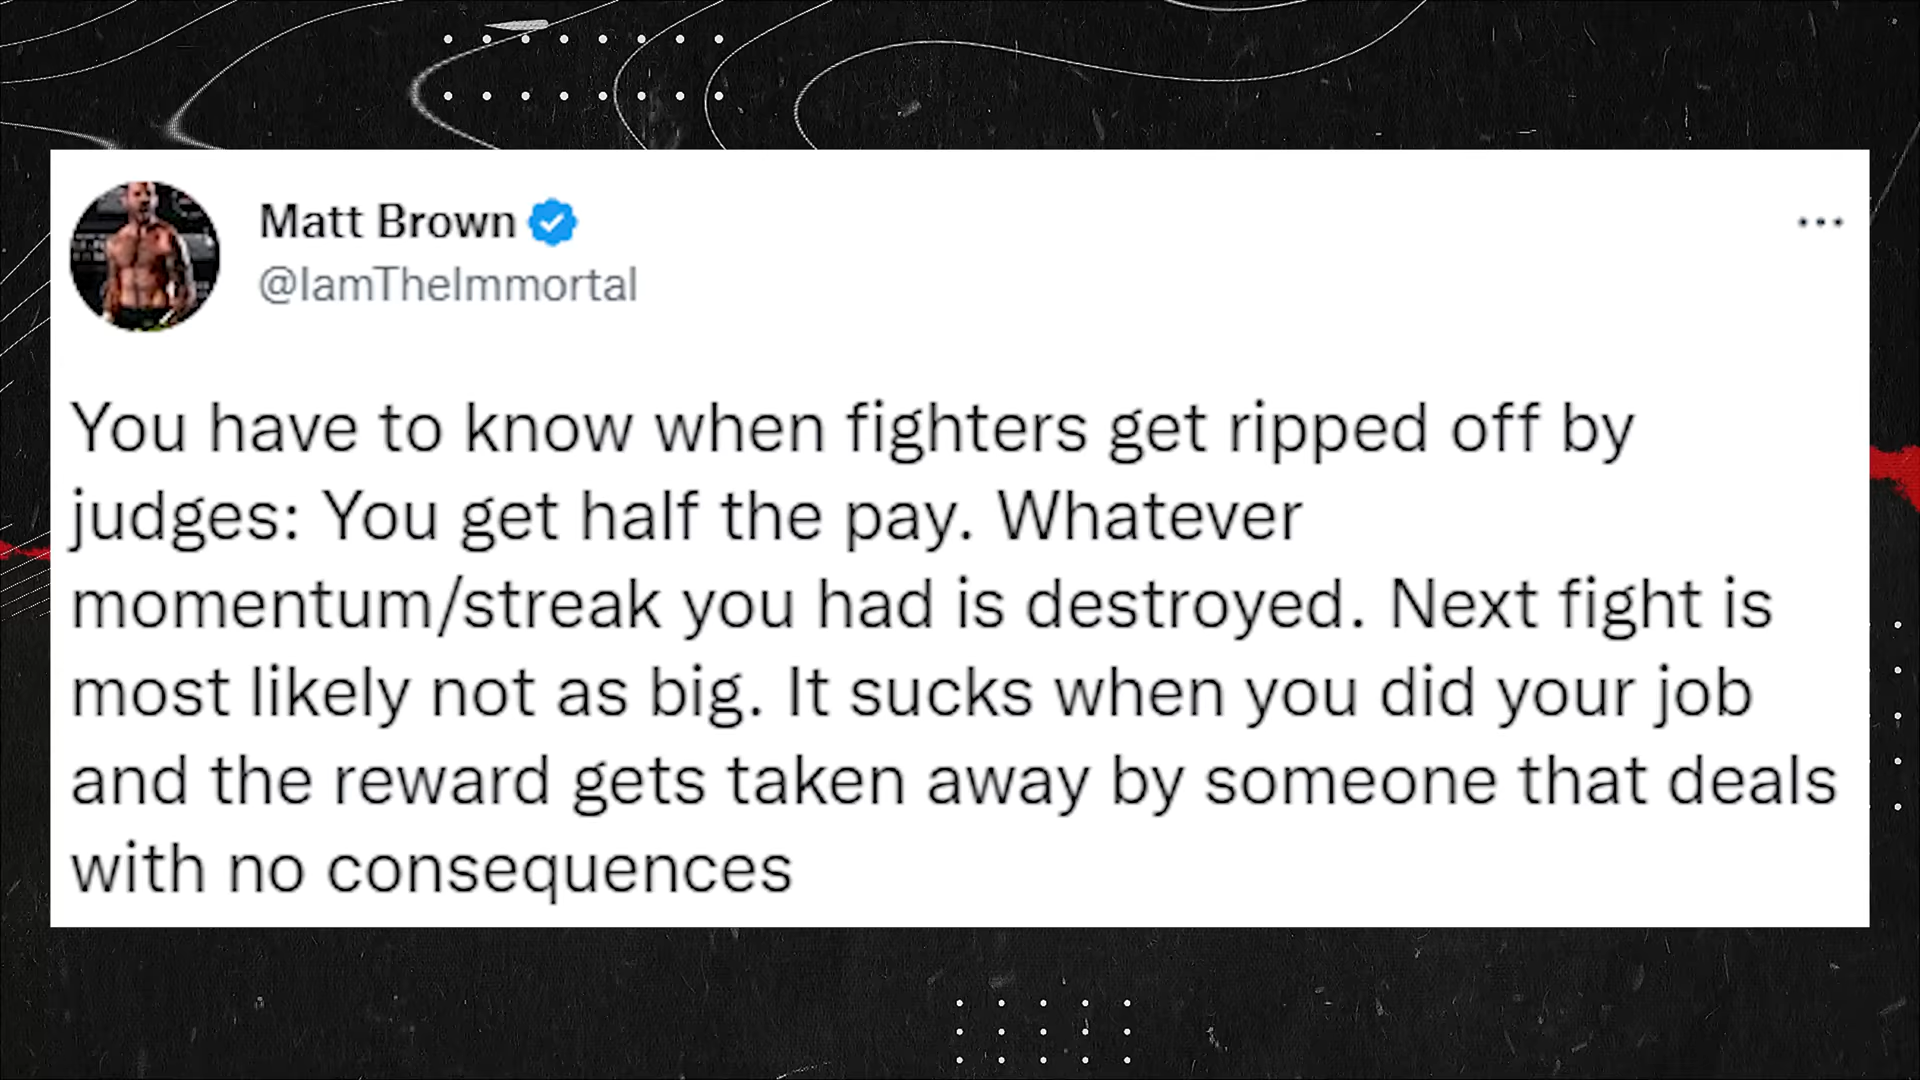 Matt Brown
@IamTheImmortal
You have to know when fighters get ripped off by
judges: You get half the pay. Whatever
momentum/streak you had is destroyed. Next fight is
most likely not as big. It sucks when you did your job
and the reward gets taken away by someone that deals
with no consequences